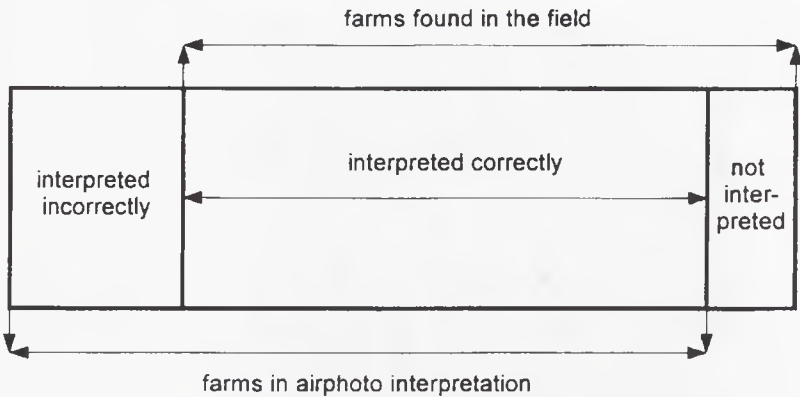 farms found in the field
interpreted
incorrectly
interpreted correctly
not
inter-
preted
farms in airphoto interpretation